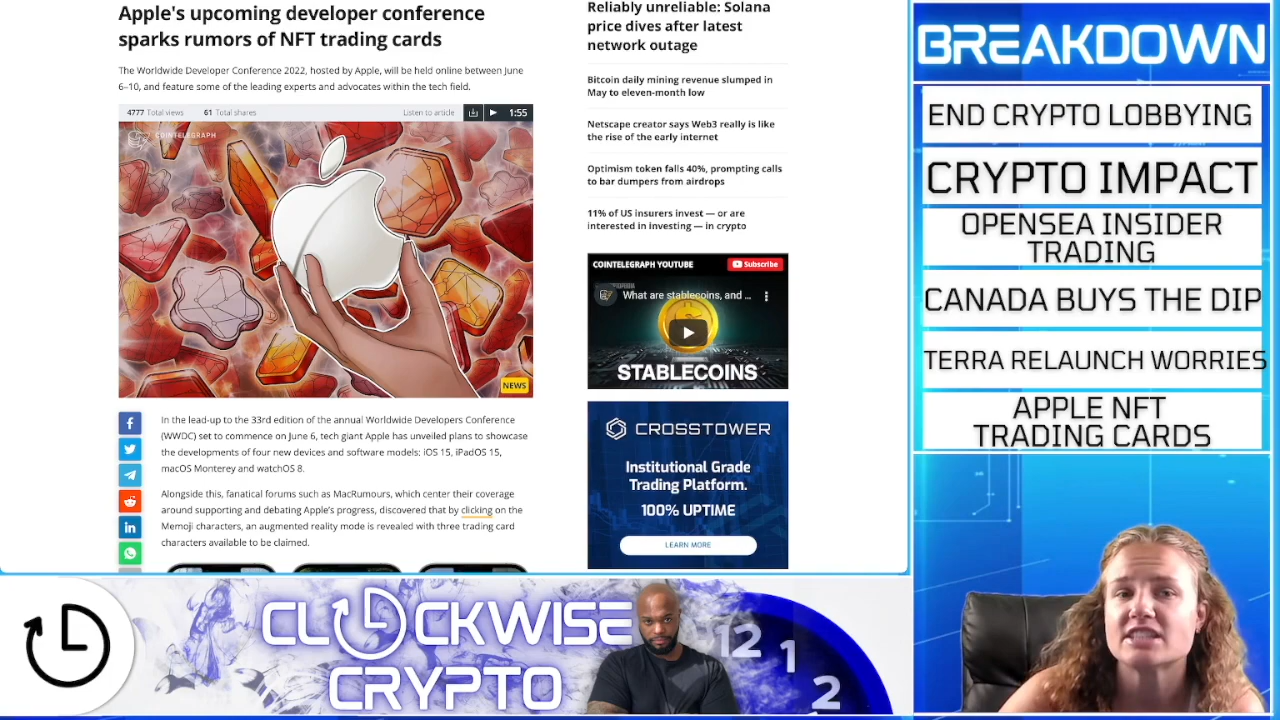 Apple's upcoming developer conference
sparks rumors of NFT trading cards
The Worldwide Developer Conference 2022, hosted by Apple, will be held online between June
6–10, and feature some of the leading experts and advocates within the tech field.
4777 Total views 61 Total shares Listen to article 1:55
COINTELEGRAPH
NEWS
In the lead-up to the 33rd edition of the annual Worldwide Developers Conference
(WWDC) set to commence on June 6, tech giant Apple has unveiled plans to showcase
the developments of four new devices and software models: iOS 15, iPadOS 15,
macOS Monterey and watchOS 8.
Alongside this, fanatical forums such as MacRumours, which center their coverage
around supporting and debating Apple's progress, discovered that by clicking on the
Memoji characters, an augmented reality mode is revealed with three trading card
characters available to be claimed.
Reliably unreliable: Solana
price dives after latest
network outage
Bitcoin daily mining revenue slumped in
May to eleven-month low
Netscape creator says Web3 really is like
the rise of the early internet
Optimism token falls 40%, prompting calls
to bar dumpers from airdrops
11% of US insurers invest — or are
interested in investing — in crypto
COINTELEGRAPH YOUTUBE Subscribe
What are stablecoins, and ...
STABLECOINS
CROSSTOWER
Institutional Grade
Trading Platform.
100% UPTIME
LEARN MORE
BREAKDOWN
END CRYPTO LOBBYING
CRYPTO IMPACT
OPENSEA INSIDER
TRADING
CANADA BUYS THE DIP
TERRA RELAUNCH WORRIES
APPLE NFT
TRADING CARDS
CLOCKWISE
CRYPTO
12
1
2